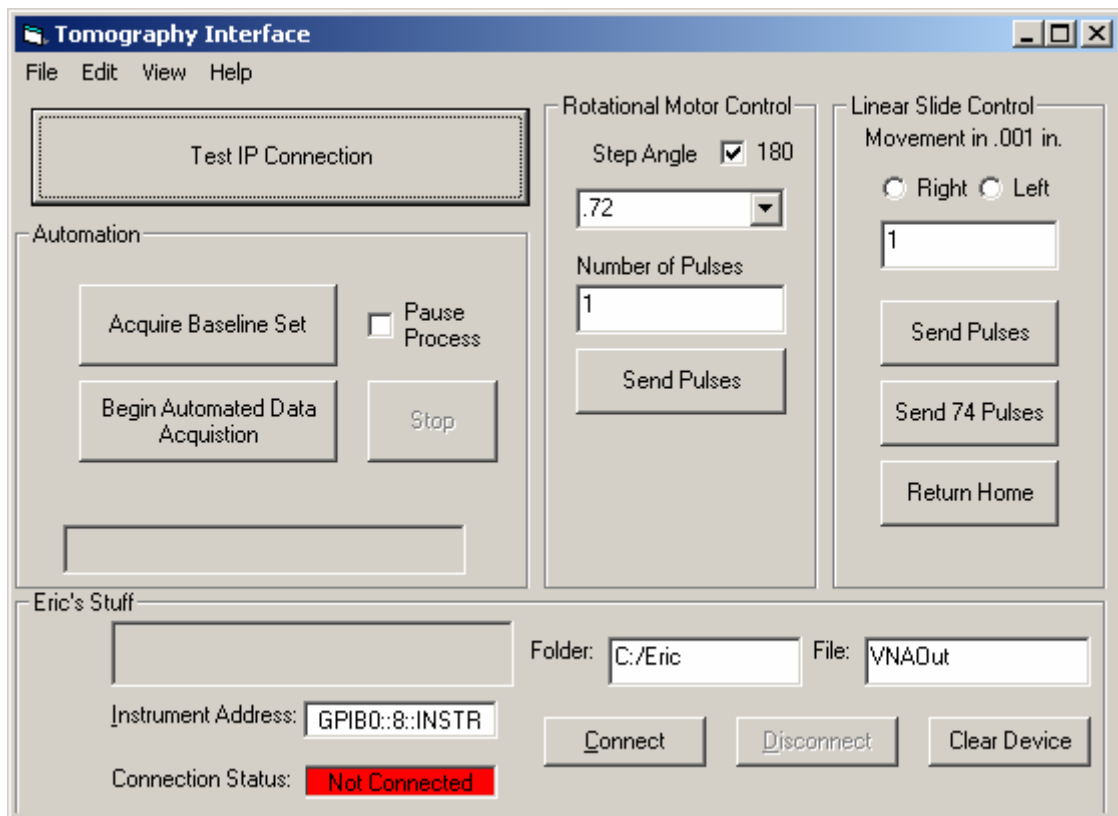 Tomography Interface
File Edit View Help
Test IP Connection
Automation
Acquire Baseline Set
Pause
Process
Begin Automated Data
Acquistion
Stop
Rotational Motor Control
Step Angle 180
.72
Number of Pulses
1
Send Pulses
Linear Slide Control
Movement in .001 in.
Right Left
1
Send Pulses
Send 74 Pulses
Return Home
Eric's Stuff
Folder: C:/Eric File: VNAOut
Instrument Address: GPIB0::8::INSTR
Connect Disconnect Clear Device
Connection Status: Not Connected